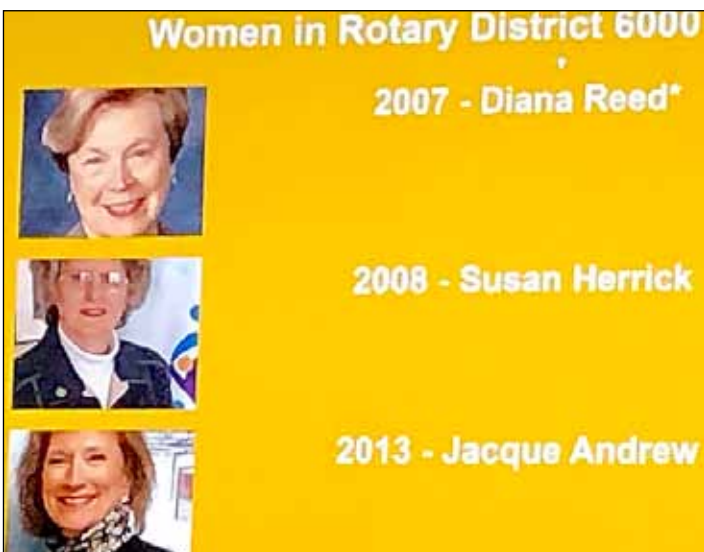 Women in Rotary District 6000
2007 - Diana Reed*
2008 - Susan Herrick
2013 - Jacque Andrew